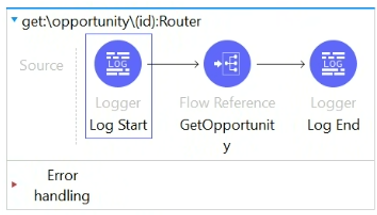 get:\opportunity\(id):Router
Source
LOG
LOG
Logger
Flow Reference
Logger
Log Start
GetOpportunit
y
Log End
Error
handling